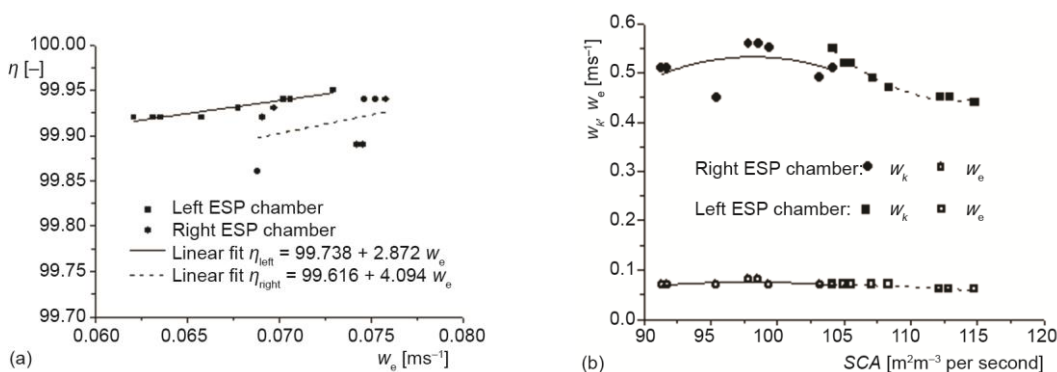 100.00
η [–]
99.95
99.90
99.85
99.80
99.75
99.70
Left ESP chamber
Right ESP chamber
Linear fit η_left = 99.738 + 2.872 w_e
Linear fit η_right = 99.616 + 4.094 w_e
0.060
0.065
0.070
0.075
0.080
(a)
w_e [ms⁻¹]
w_k, w_e [ms⁻¹]
0.6
0.5
0.4
0.3
0.2
0.1
0.0
Right ESP chamber: w_k w_e
Left ESP chamber: w_k w_e
90 95 100 105 110 115 120
(b)
SCA [m²m⁻³ per second]